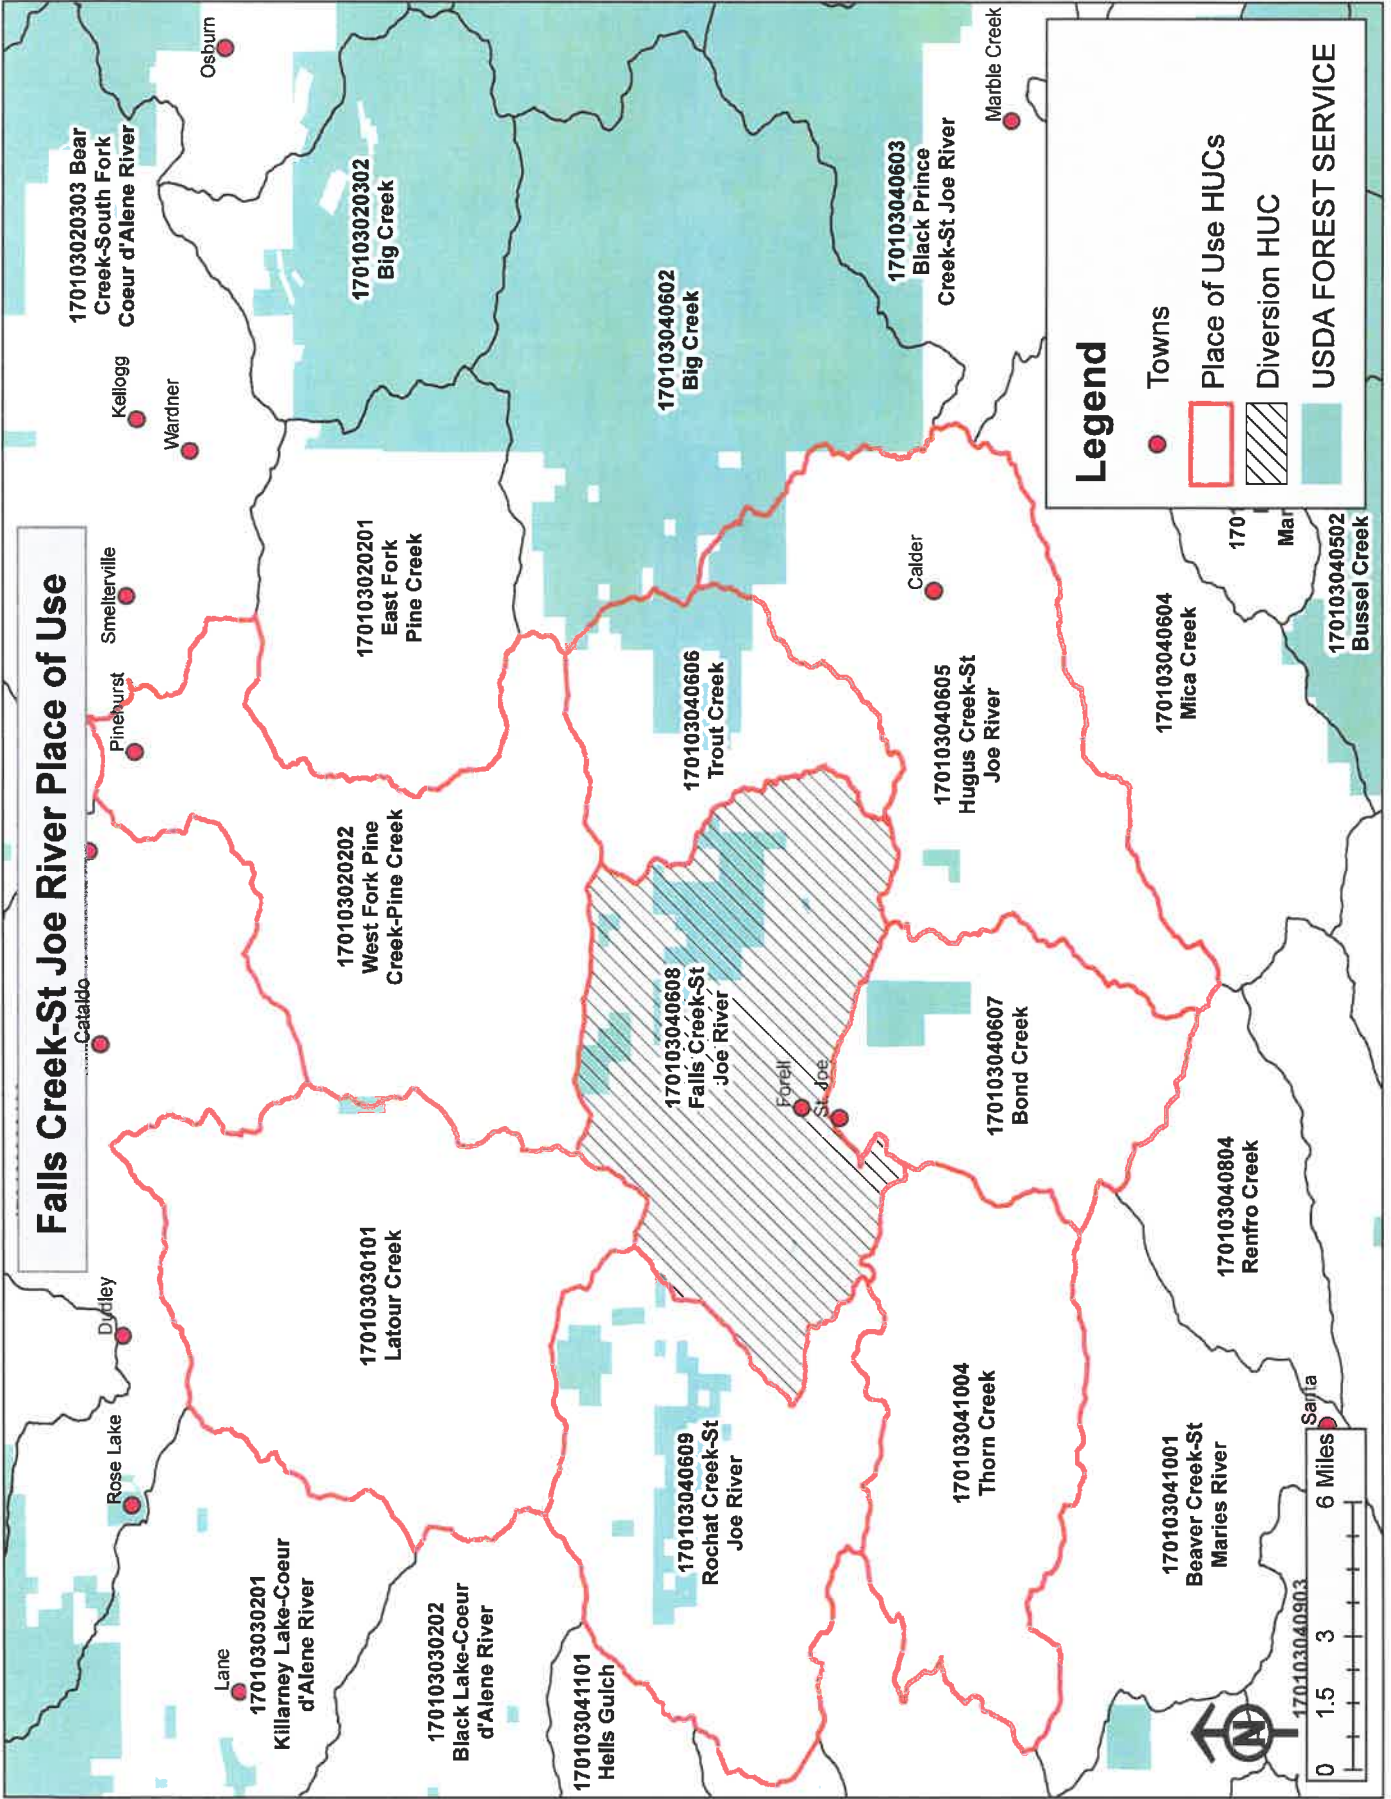 Falls Creek-St Joe River Place of Use
Osburn
170103020303 Bear
Creek-South Fork
Coeur d'Alene River
Kellogg
Wardner
Smelterville
Pinehurst
Cataldo
Dudley
Rose Lake
Lane
170103030201
Killarney Lake-Coeur
d'Alene River
170103020302
Big Creek
170103020201
East Fork
Pine Creek
170103020202
West Fork Pine
Creek-Pine Creek
170103030101
Latour Creek
170103030202
Black Lake-Coeur
d'Alene River
170103041101
Hells Gulch
170103040602
Big Creek
170103040606
Trout Creek
170103040608
Falls Creek-St
Joe River
Forell
St. Joe
170103040609
Rochat Creek-St
Joe River
170103040603
Black Prince
Creek-St Joe River
Marble Creek
Calder
170103040605
Hugus Creek-St
Joe River
170103040607
Bond Creek
170103041004
Thorn Creek
170103040604
Mica Creek
1701
Mar
170103040502
Bussel Creek
170103040804
Renfro Creek
170103041001
Beaver Creek-St
Maries River
Santa
170103040903
Legend
Towns
Place of Use HUCs
Diversion HUC
USDA FOREST SERVICE
N
0 1.5 3 6 Miles